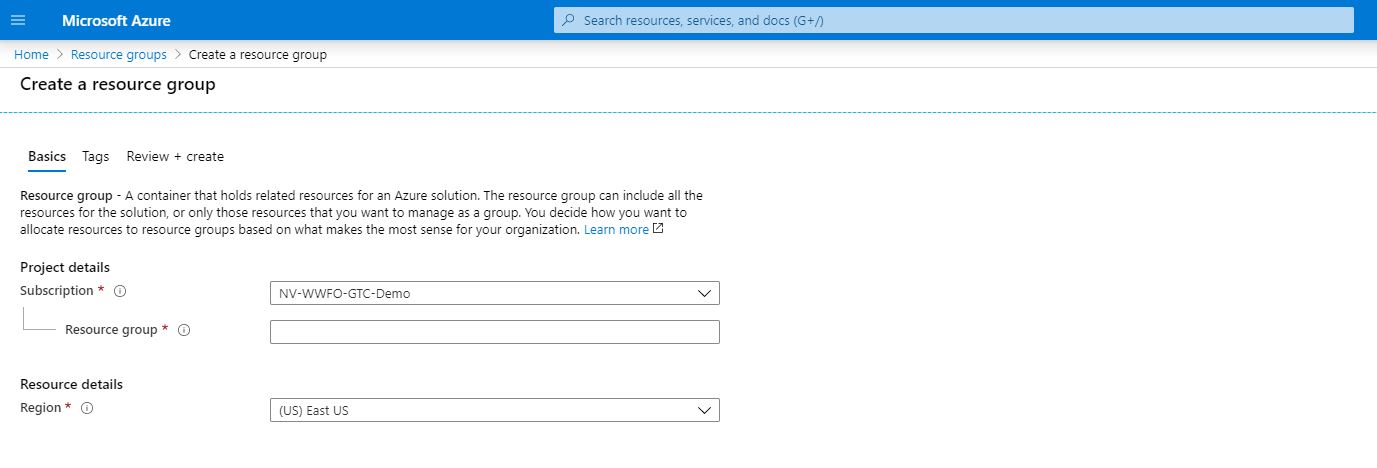 Microsoft Azure
Search resources, services, and docs (G+/)
Home > Resource groups > Create a resource group
Create a resource group
Basics Tags Review + create
Resource group - A container that holds related resources for an Azure solution. The resource group can include all the
resources for the solution, or only those resources that you want to manage as a group. You decide how you want to
allocate resources to resource groups based on what makes the most sense for your organization. Learn more
Project details
Subscription *
NV-WWFO-GTC-Demo
Resource group *
Resource details
Region *
(US) East US